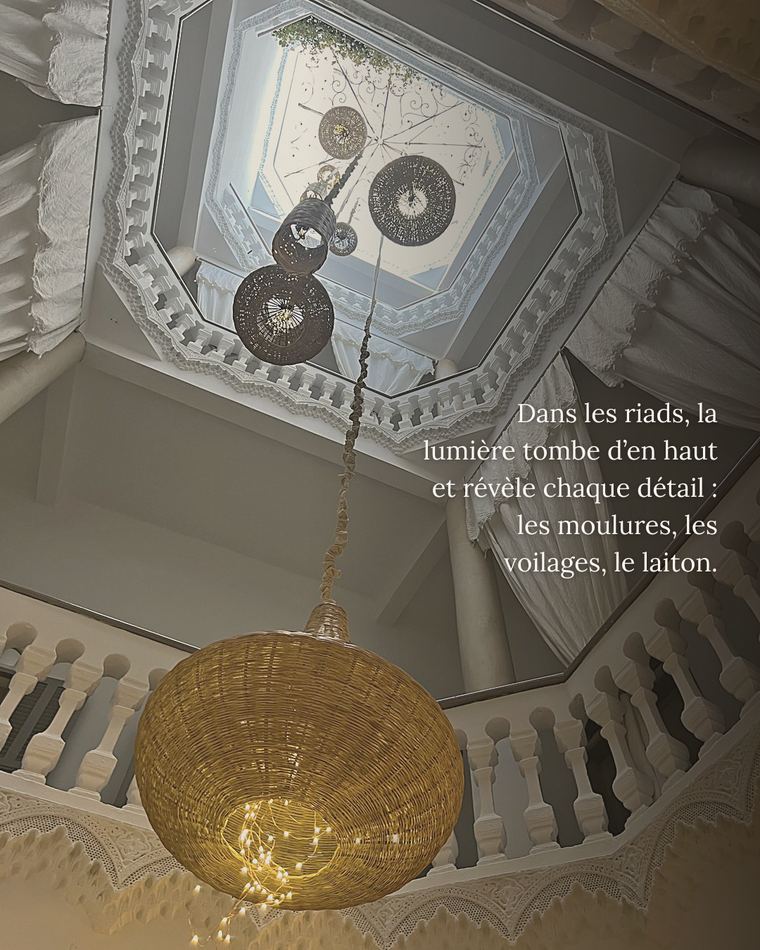 Dans les riads, la
lumière tombe d’en haut
et révèle chaque détail :
les moulures, les
voilages, le laiton.